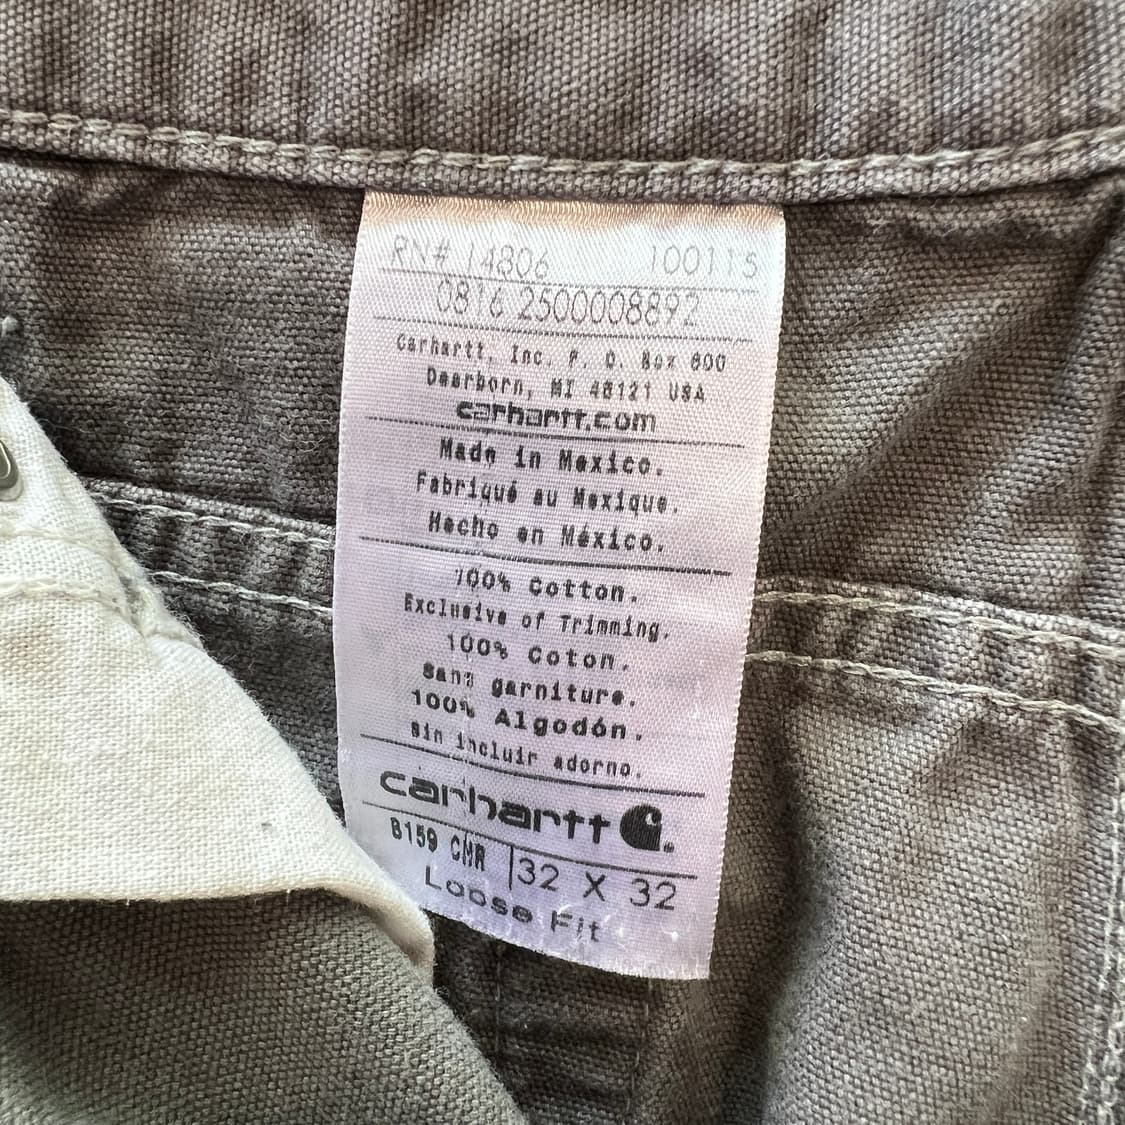 RN# 14806 100115
0816 2500008892
Carhartt, Inc. P. O. Box 600
Dearborn, MI 48121 USA
carhartt.com
Made in Mexico.
Fabriqué au Mexique.
Hecho en México.
100% Cotton.
Exclusive of Trimming.
100% Coton.
Sans garniture.
100% Algodón.
Sin incluir adorno.
carhartt
B159 CHR 32 X 32
Loose Fit